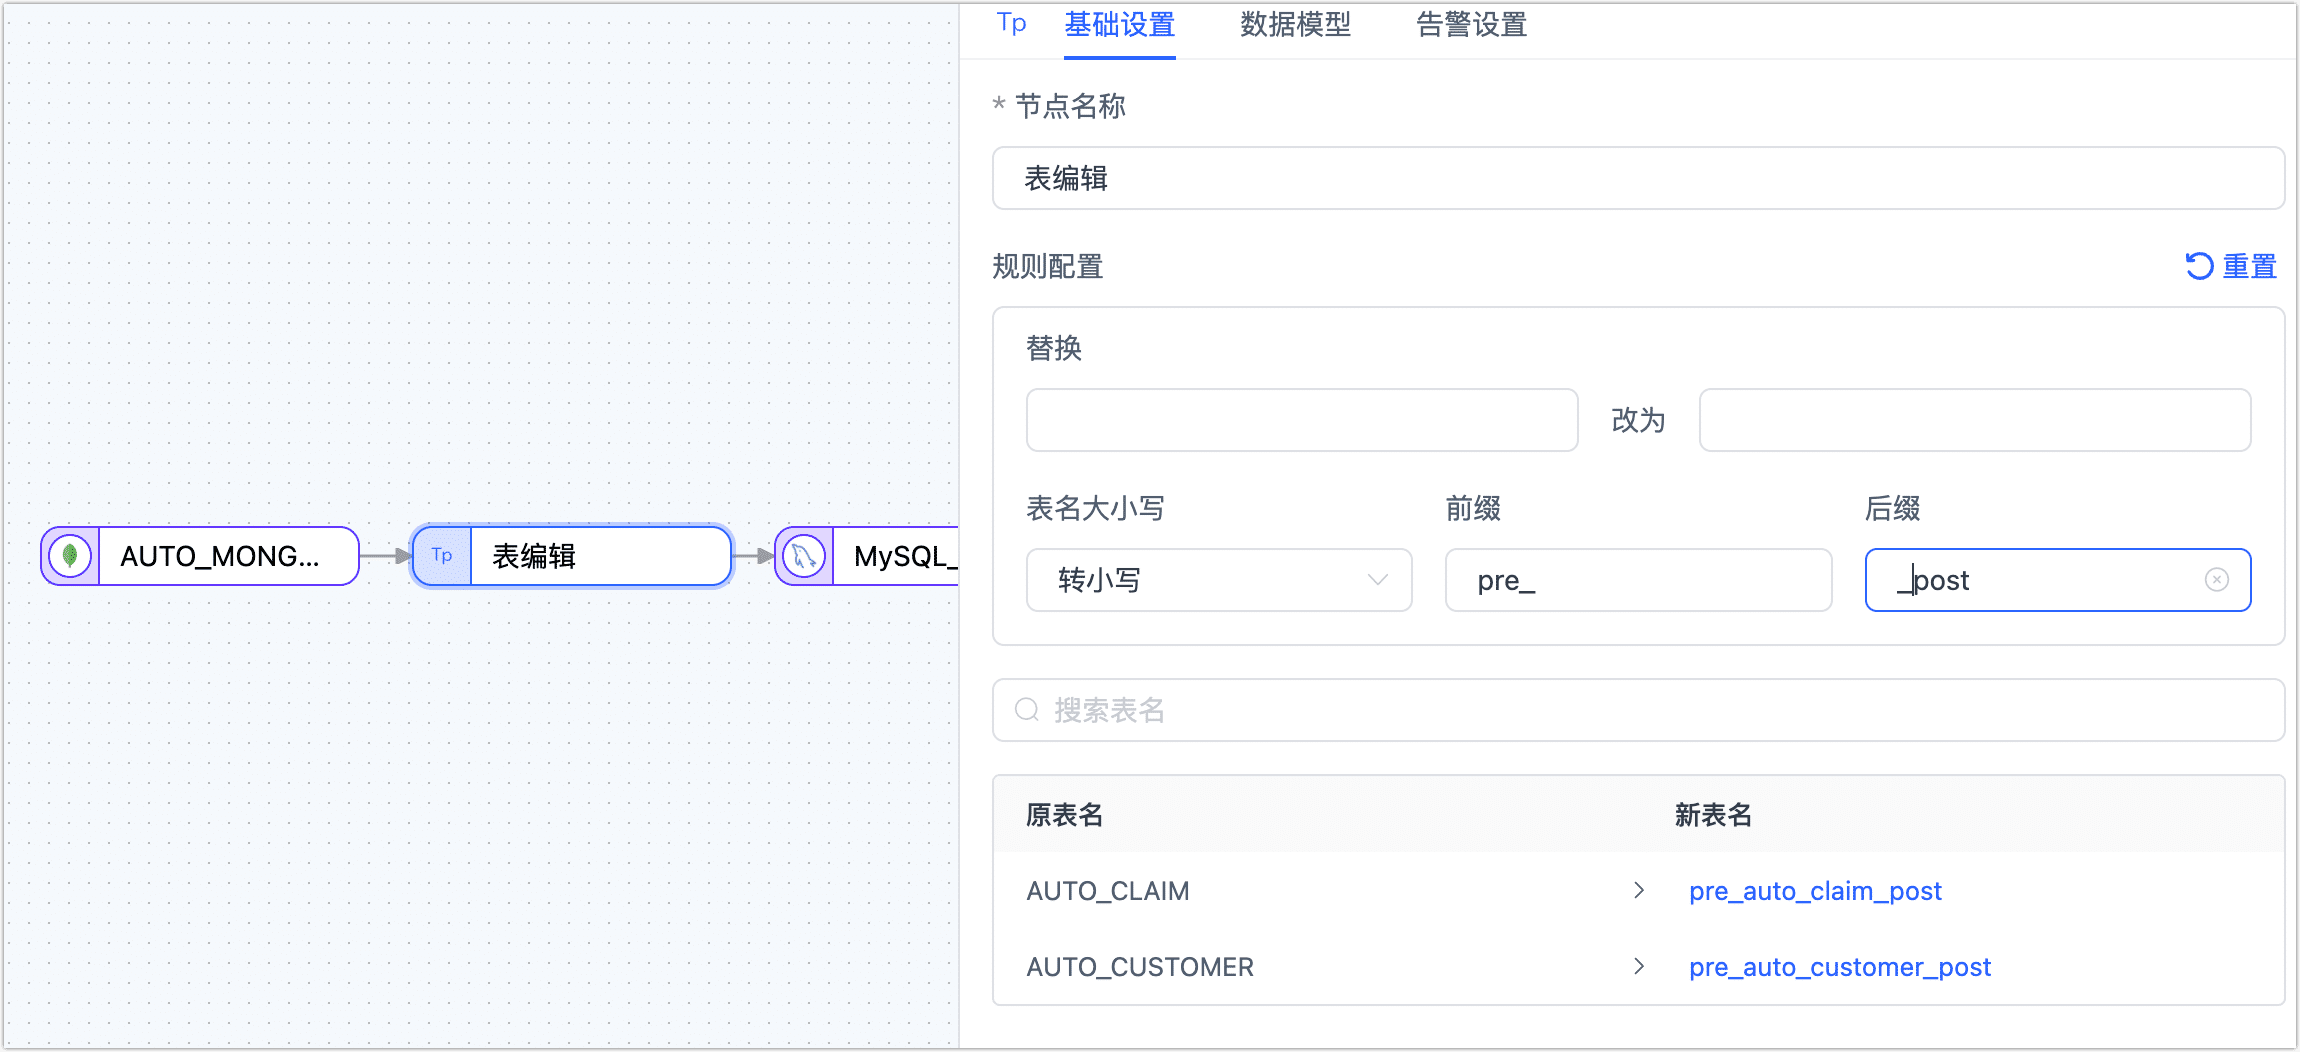 Tp 基础设置 数据模型 告警设置
* 节点名称
表编辑
规则配置 重置
替换
改为
表名大小写 前缀 后缀
转小写 pre_ _post
搜索表名
原表名 新表名
AUTO_CLAIM pre_auto_claim_post
AUTO_CUSTOMER pre_auto_customer_post
AUTO_MONG... Tp 表编辑 MySQL_